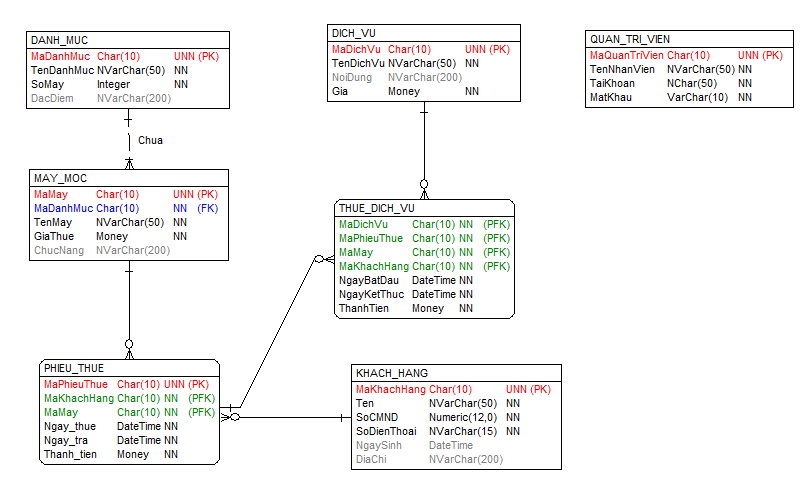 DANH_MUC
MaDanhMuc Char(10) UNN (PK)
TenDanhMuc NVarChar(50) NN
SoMay Integer NN
DacDiem NVarChar(200)
DICH_VU
MaDichVu Char(10) UNN (PK)
TenDichVu NVarChar(50) NN
NoiDung NVarChar(200)
Gia Money NN
QUAN_TRI_VIEN
MaQuanTriVien Char(10) UNN (PK)
TenNhanVien NVarChar(50) NN
TaiKhoan NChar(50) NN
MatKhau VarChar(10) NN
Chua
MAY_MOC
MaMay Char(10) UNN (PK)
MaDanhMuc Char(10) NN (FK)
TenMay NVarChar(50) NN
GiaThue Money NN
ChucNang NVarChar(200)
THUE_DICH_VU
MaDichVu Char(10) NN (PFK)
MaPhieuThue Char(10) NN (PFK)
MaMay Char(10) NN (PFK)
MaKhachHang Char(10) NN (PFK)
NgayBatDau DateTime NN
NgayKetThuc DateTime NN
ThanhTien Money NN
PHIEU_THUE
MaPhieuThue Char(10) UNN (PK)
MaKhachHang Char(10) NN (PFK)
MaMay Char(10) NN (PFK)
Ngay_thue DateTime NN
Ngay_tra DateTime NN
Thanh_tien Money NN
KHACH_HANG
MaKhachHang Char(10) UNN (PK)
Ten NVarChar(50) NN
SoCMND Numeric(12,0) NN
SoDienThoai NVarChar(15) NN
NgaySinh DateTime
DiaChi NVarChar(200)